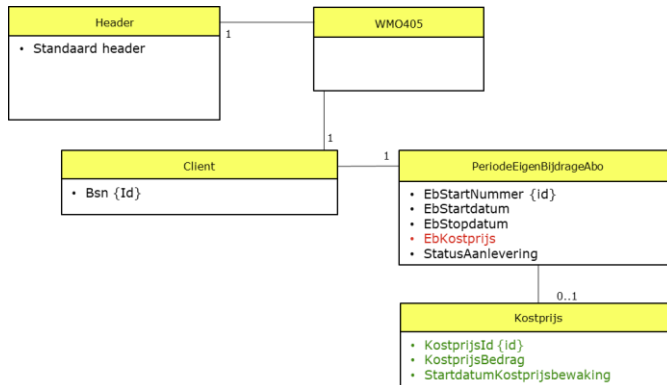 Header
WMO405
• Standaard header
1
1
Client
1
PeriodeEigenBijdrageAbo
• Bsn {Id}
• EbStartNummer {id}
• EbStartdatum
• EbStopdatum
• EbKostprijs
• StatusAanlevering
0..1
Kostprijs
• KostprijsId {id}
• KostprijsBedrag
• StartdatumKostprijsbewaking